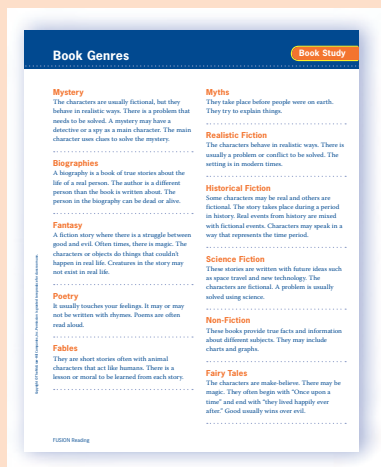 Book Genres
Book Study
Mystery
The characters are usually fictional, but they
behave in realistic ways. There is a problem that
needs to be solved. A mystery may have a
detective or a spy as a main character. The main
character uses clues to solve the mystery.
Biographies
A biography is a book of true stories about the
life of a real person. The author is a different
person than the book is written about. The
person in the biography can be dead or alive.
Fantasy
A fiction story where there is a struggle between
good and evil. Often times, there is magic. The
characters or objects do things that couldn't
happen in real life. Creatures in the story may
not exist in real life.
Poetry
It usually touches your feelings. It may or may
not be written with rhymes. Poems are often
read aloud.
Fables
They are short stories often with animal
characters that act like humans. There is a
lesson or moral to be learned from each story.
Myths
They take place before people were on earth.
They try to explain things.
Realistic Fiction
The characters behave in realistic ways. There is
usually a problem or conflict to be solved. The
setting is in modern times.
Historical Fiction
Some characters may be real and others are
fictional. The story takes place during a period
in history. Real events from history are mixed
with fictional events. Characters may speak in a
way that represents the time period.
Science Fiction
These stories are written with future ideas such
as space travel and new technology. The
characters are fictional. A problem is usually
solved using science.
Non-Fiction
These books provide true facts and information
about different subjects. They may include
charts and graphs.
Fairy Tales
The characters are make-believe. There may be
magic. They often begin with "Once upon a
time" and end with "they lived happily ever
after." Good usually wins over evil.
FUSION Reading